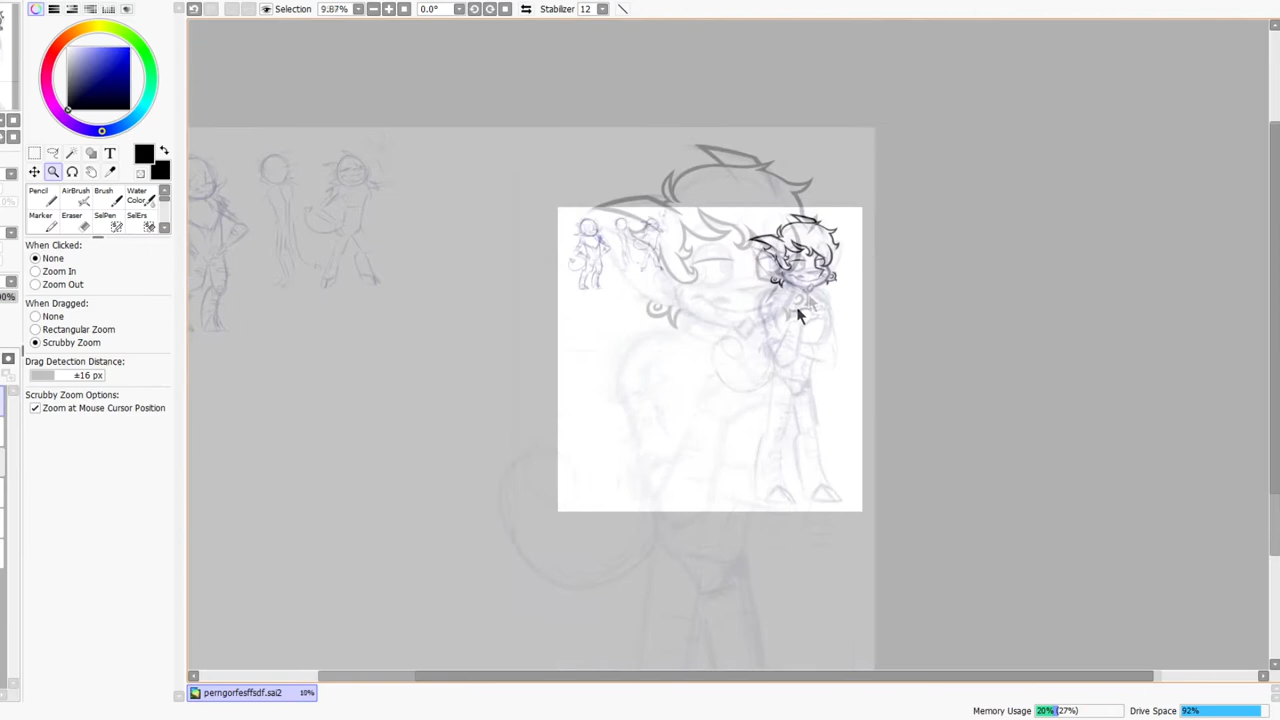 Selection 9.87% 0.0° Stabilizer 12
T
Pencil AirBrush Brush Water Color
Marker Eraser SelPen SelErs
When Clicked:
None
Zoom In
Zoom Out
When Dragged:
None
Rectangular Zoom
Scrubby Zoom
Drag Detection Distance:
±16 px
Scrubby Zoom Options:
Zoom at Mouse Cursor Position
perngorfesffsdf.sai2 10%
Memory Usage 20% (27%) Drive Space 92%